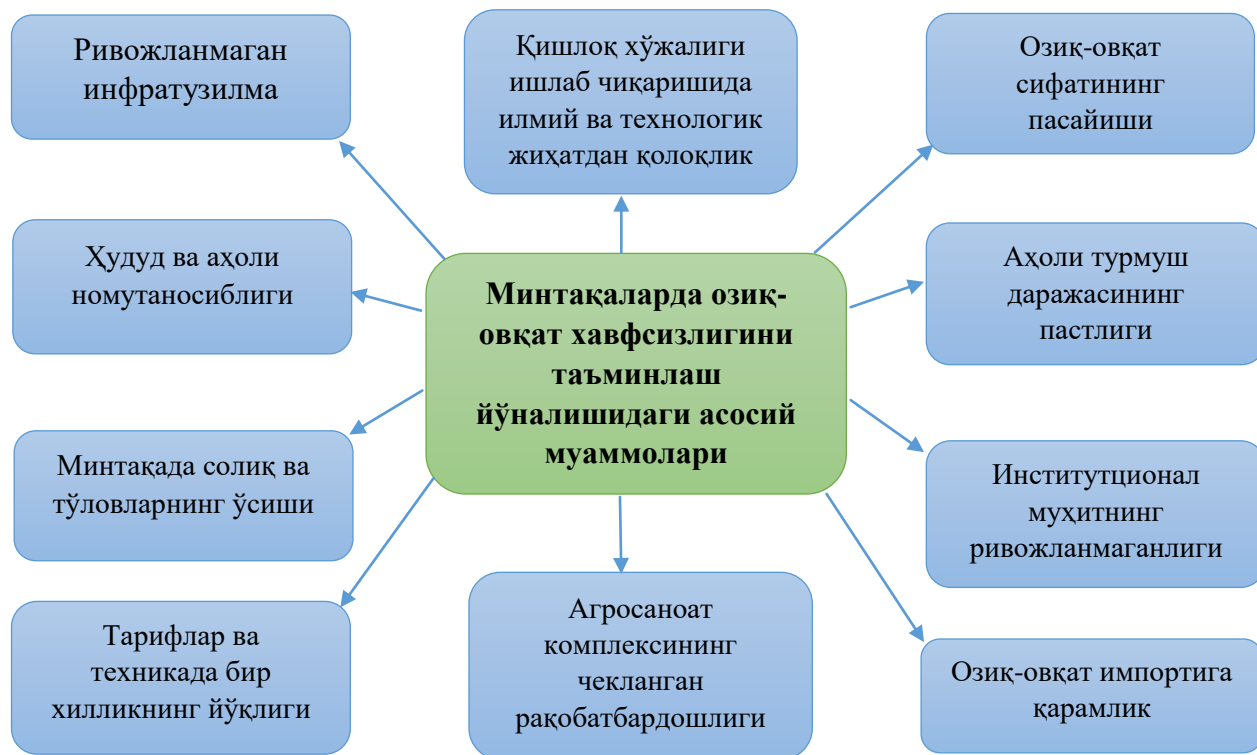 Ривожланмаган
инфратузилма
Қишлоқ хўжалиги
ишлаб чиқаришида
илмий ва технологик
жиҳатдан қолоқлик
Озиқ-овқат
сифатининг
пасайиши
Ҳудуд ва аҳоли
номутаносиблиги
Минтақаларда озиқ-
овқат хавфсизлигини
таъминлаш
йўналишидаги асосий
муаммолари
Аҳоли турмуш
даражасининг
пастлиги
Минтақада солиқ ва
тўловларнинг ўсиши
Институтционал
муҳитнинг
ривожланмаганлиги
Тарифлар ва
техникада бир
хилликнинг йўқлиги
Агросаноат
комплексининг
чекланган
рақобатбардошлиги
Озиқ-овқат импортига
қарамлик